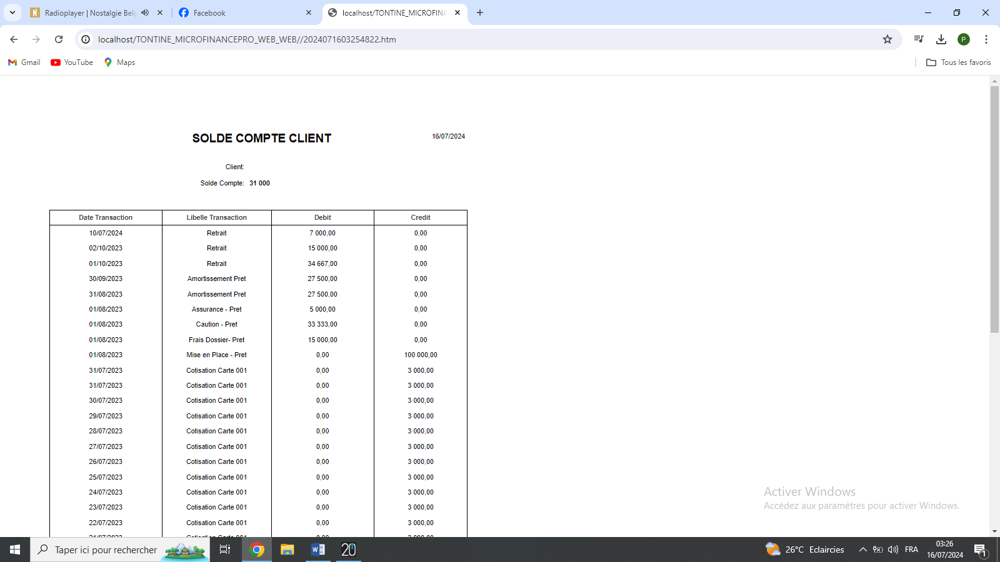 Radioplayer | Nostalgie Belg
Facebook
localhost/TONTINE_MICROFINA
localhost/TONTINE_MICROFINANCEPRO_WEB_WEB//2024071603254822.htm
P
Gmail YouTube Maps
Tous les favoris
SOLDE COMPTE CLIENT
16/07/2024
Client:
Solde Compte: 31 000
Date Transaction Libelle Transaction Debit Credit
10/07/2024 Retrait 7 000,00 0,00
02/10/2023 Retrait 15 000,00 0,00
01/10/2023 Retrait 34 667,00 0,00
30/09/2023 Amortissement Pret 27 500,00 0,00
31/08/2023 Amortissement Pret 27 500,00 0,00
01/08/2023 Assurance - Pret 5 000,00 0,00
01/08/2023 Caution - Pret 33 333,00 0,00
01/08/2023 Frais Dossier- Pret 15 000,00 0,00
01/08/2023 Mise en Place - Pret 0,00 100 000,00
31/07/2023 Cotisation Carte 001 0,00 3 000,00
31/07/2023 Cotisation Carte 001 0,00 3 000,00
30/07/2023 Cotisation Carte 001 0,00 3 000,00
29/07/2023 Cotisation Carte 001 0,00 3 000,00
28/07/2023 Cotisation Carte 001 0,00 3 000,00
27/07/2023 Cotisation Carte 001 0,00 3 000,00
26/07/2023 Cotisation Carte 001 0,00 3 000,00
25/07/2023 Cotisation Carte 001 0,00 3 000,00
24/07/2023 Cotisation Carte 001 0,00 3 000,00
23/07/2023 Cotisation Carte 001 0,00 3 000,00
22/07/2023 Cotisation Carte 001 0,00 3 000,00
21/07/2023 Cotisation Carte 001 0,00 3 000,00
Activer Windows
Accédez aux paramètres pour activer Windows.
Taper ici pour rechercher
20
26°C Eclaircies
FRA
03:26
16/07/2024
1